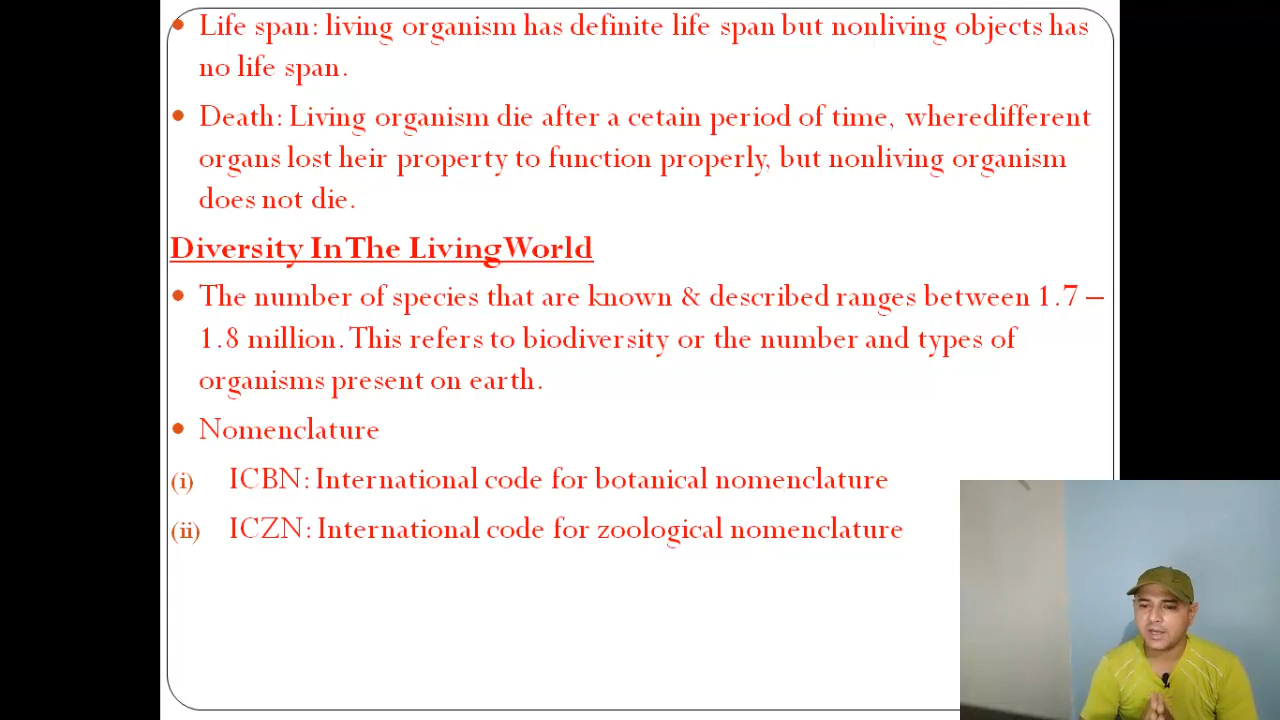 • Life span: living organism has definite life span but nonliving objects has
no life span.
• Death: Living organism die after a cetain period of time, wheredifferent
organs lost heir property to function properly, but nonliving organism
does not die.
Diversity In The Living World
• The number of species that are known & described ranges between 1.7 –
1.8 million. This refers to biodiversity or the number and types of
organisms present on earth.
• Nomenclature
(i) ICBN: International code for botanical nomenclature
(ii) ICZN: International code for zoological nomenclature